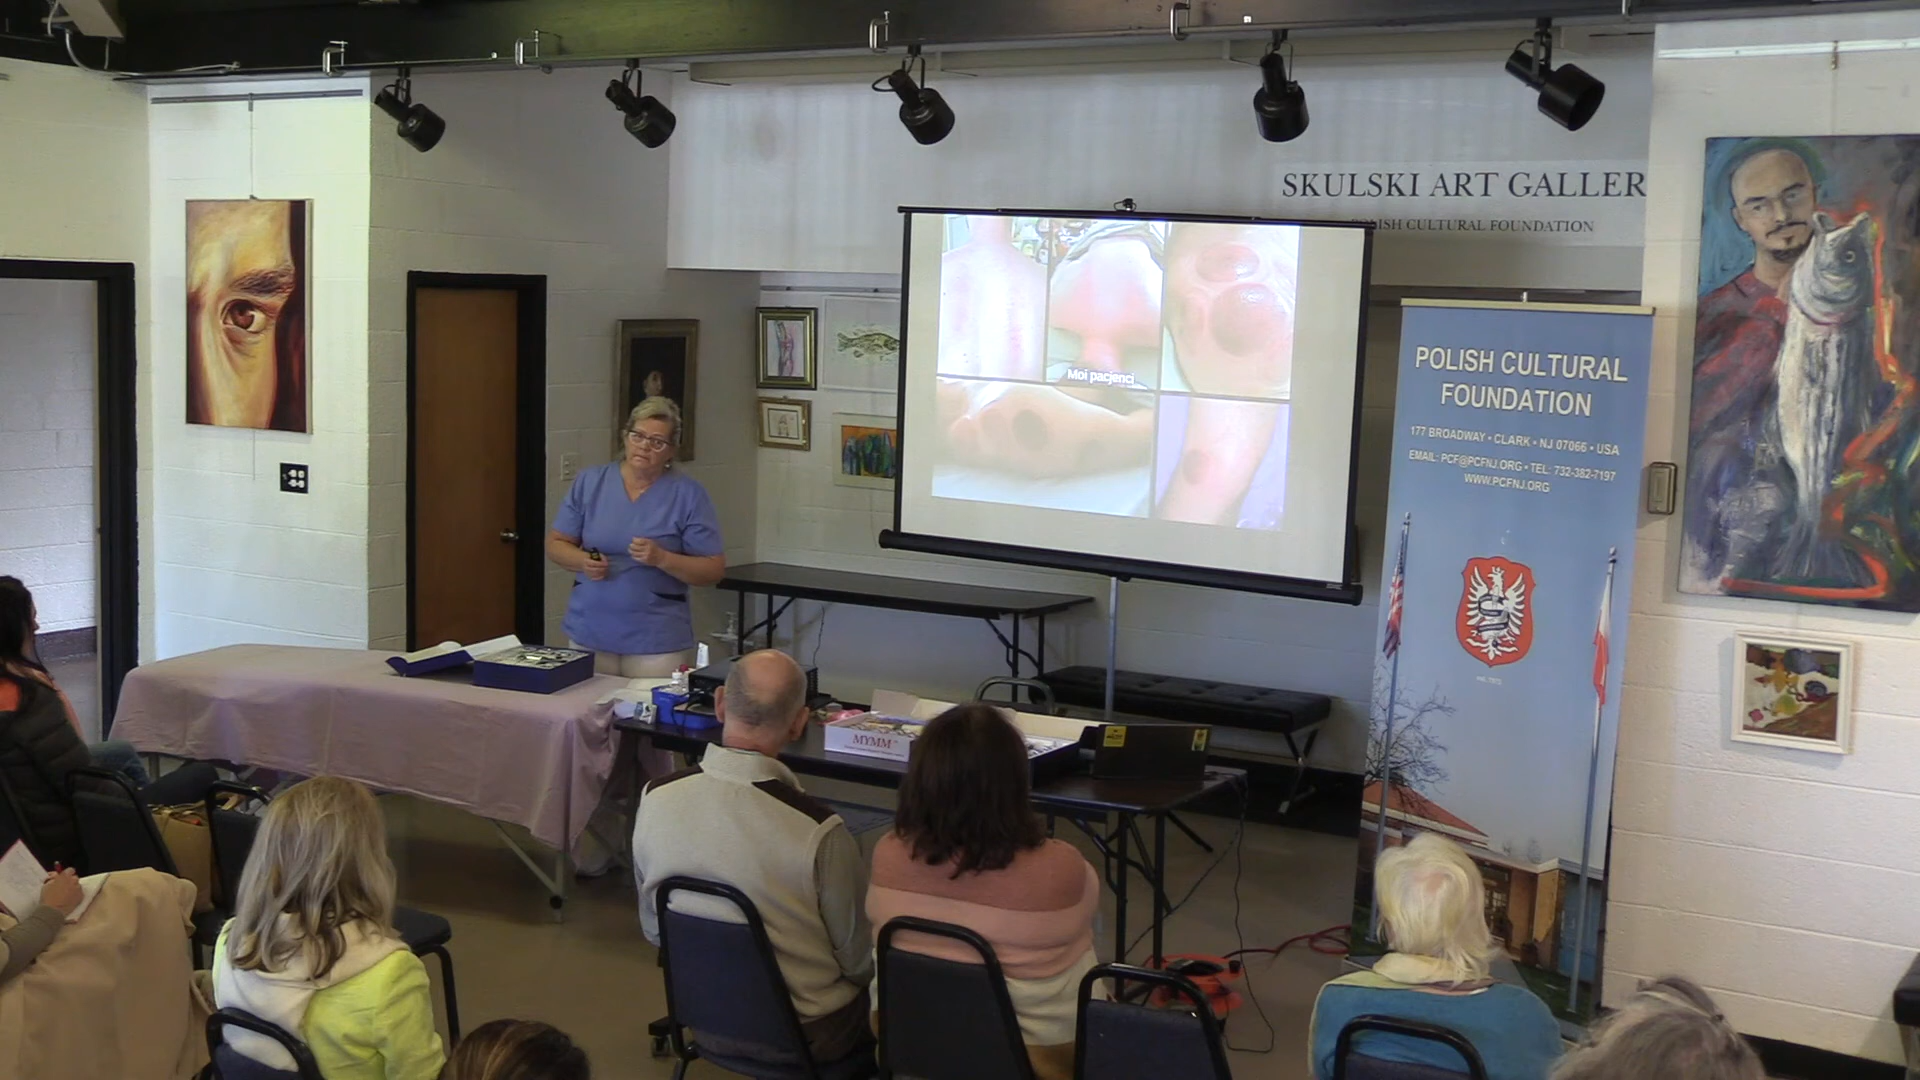 SKULSKI ART GALLER
POLISH CULTURAL FOUNDATION
Moi pacjenci
POLISH CULTURAL
FOUNDATION
177 BROADWAY • CLARK • NJ 07066 • USA
EMAIL: PCF@PCFNJ.ORG • TEL: 732-382-7197
WWW.PCFNJ.ORG
MYMM